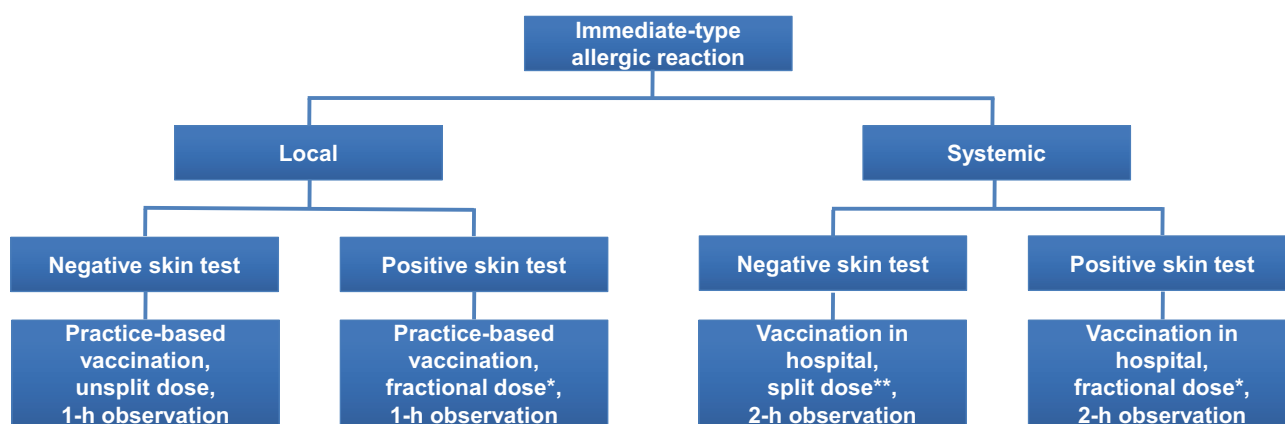 Immediate-type
allergic reaction
Local
Systemic
Negative skin test
Positive skin test
Negative skin test
Positive skin test
Practice-based
vaccination,
unsplit dose,
1-h observation
Practice-based
vaccination,
fractional dose*,
1-h observation
Vaccination in
hospital,
split dose**,
2-h observation
Vaccination in
hospital,
fractional dose*,
2-h observation